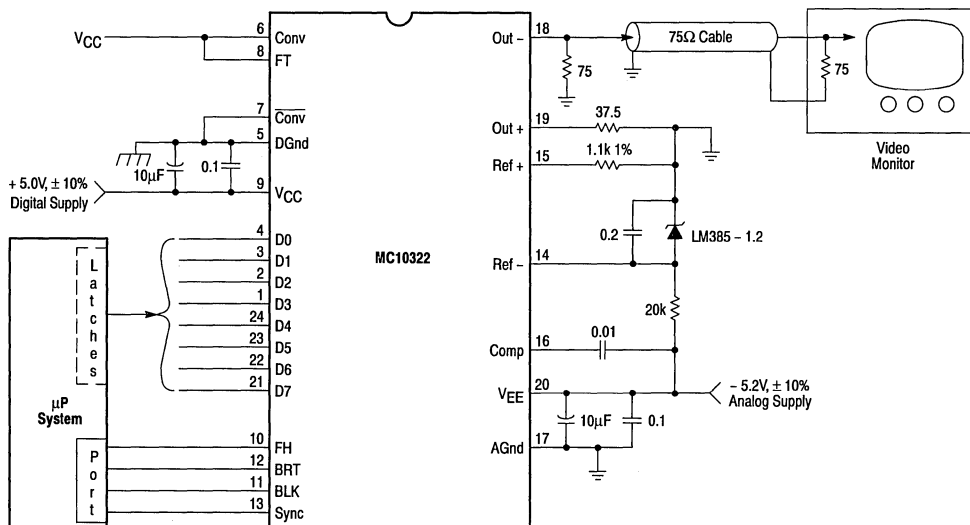 VCC
6
Conv
8
FT
7
Conv
5
DGnd
10μF
0.1
+ 5.0V, ± 10%
Digital Supply
9
VCC
4
D0
3
D1
2
D2
1
D3
24
D4
23
D5
22
D6
21
D7
Latches
μP
System
Port
10
FH
12
BRT
11
BLK
13
Sync
MC10322
Out –
18
75
75Ω Cable
75
Video
Monitor
Out +
19
37.5
Ref +
15
1.1k 1%
0.2
LM385 – 1.2
Ref –
14
20k
Comp
16
0.01
VEE
20
– 5.2V, ± 10%
Analog Supply
10μF
0.1
AGnd
17